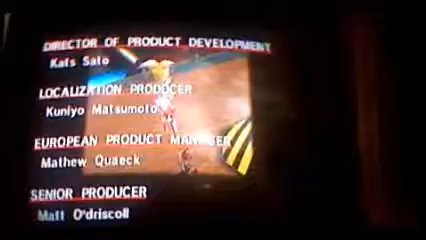 DIRECTOR OF PRODUCT DEVELOPMENT
Kats Sato
LOCALIZATION PRODUCER
Kuniyo Matsumoto
EUROPEAN PRODUCT MANAGER
Mathew Quaeck
SENIOR PRODUCER
Matt O'driscoll